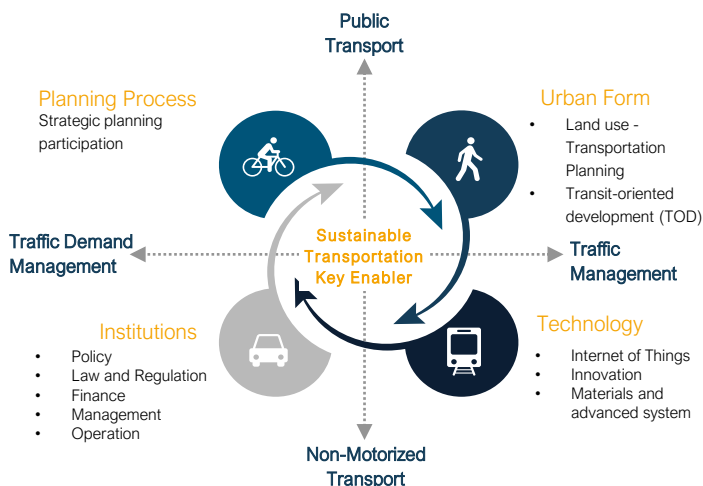 Public
Transport
Planning Process
Strategic planning
participation
Urban Form
• Land use -
Transportation
Planning
• Transit-oriented
development (TOD)
Traffic Demand
Management
Sustainable
Transportation
Key Enabler
Traffic
Management
Institutions
• Policy
• Law and Regulation
• Finance
• Management
• Operation
Technology
• Internet of Things
• Innovation
• Materials and
advanced system
Non-Motorized
Transport